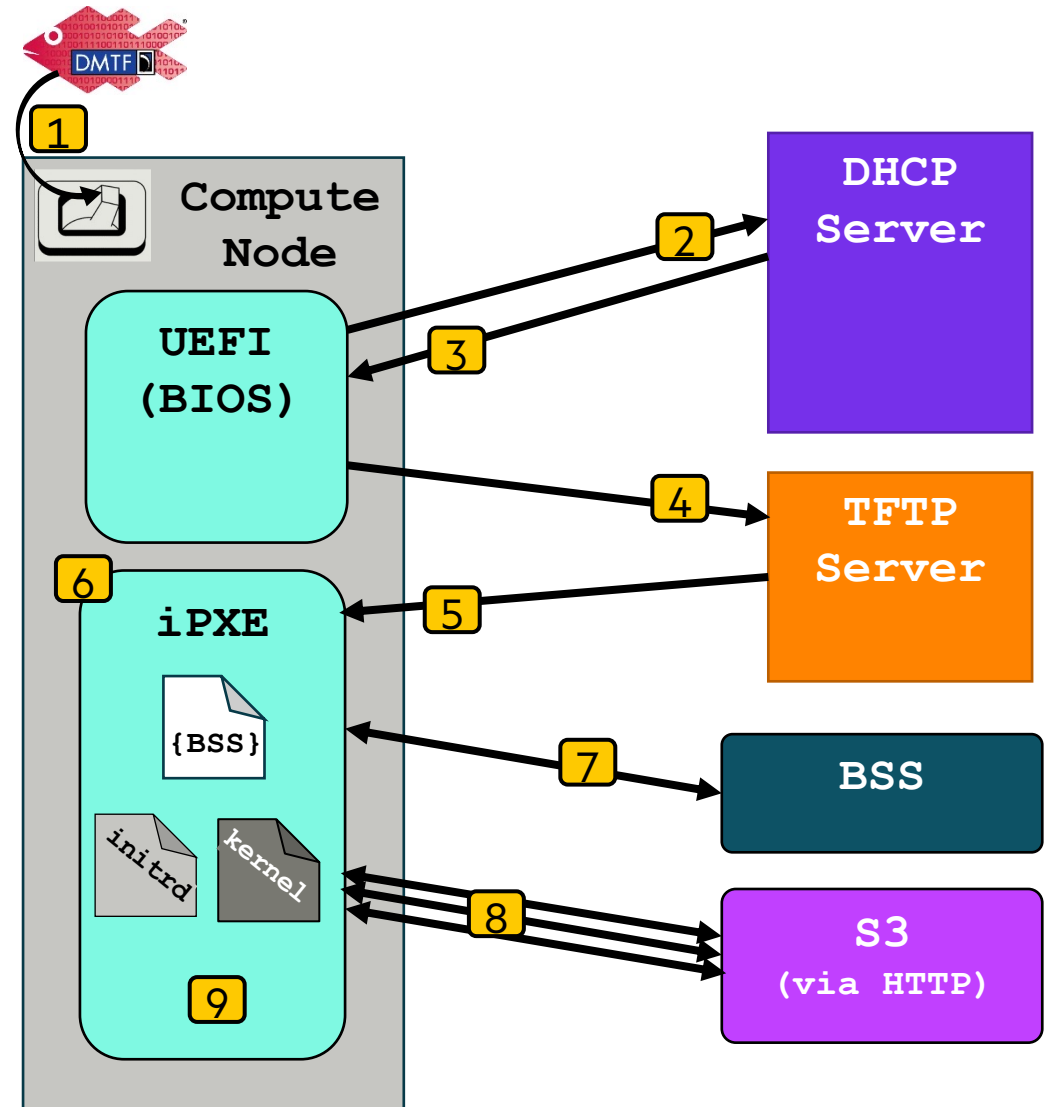 DMTF
1
Compute
Node
DHCP
Server
2
UEFI
(BIOS)
3
4
TFTP
Server
6
iPXE
5
{BSS}
7
BSS
initrd
kernel
8
S3
(via HTTP)
9